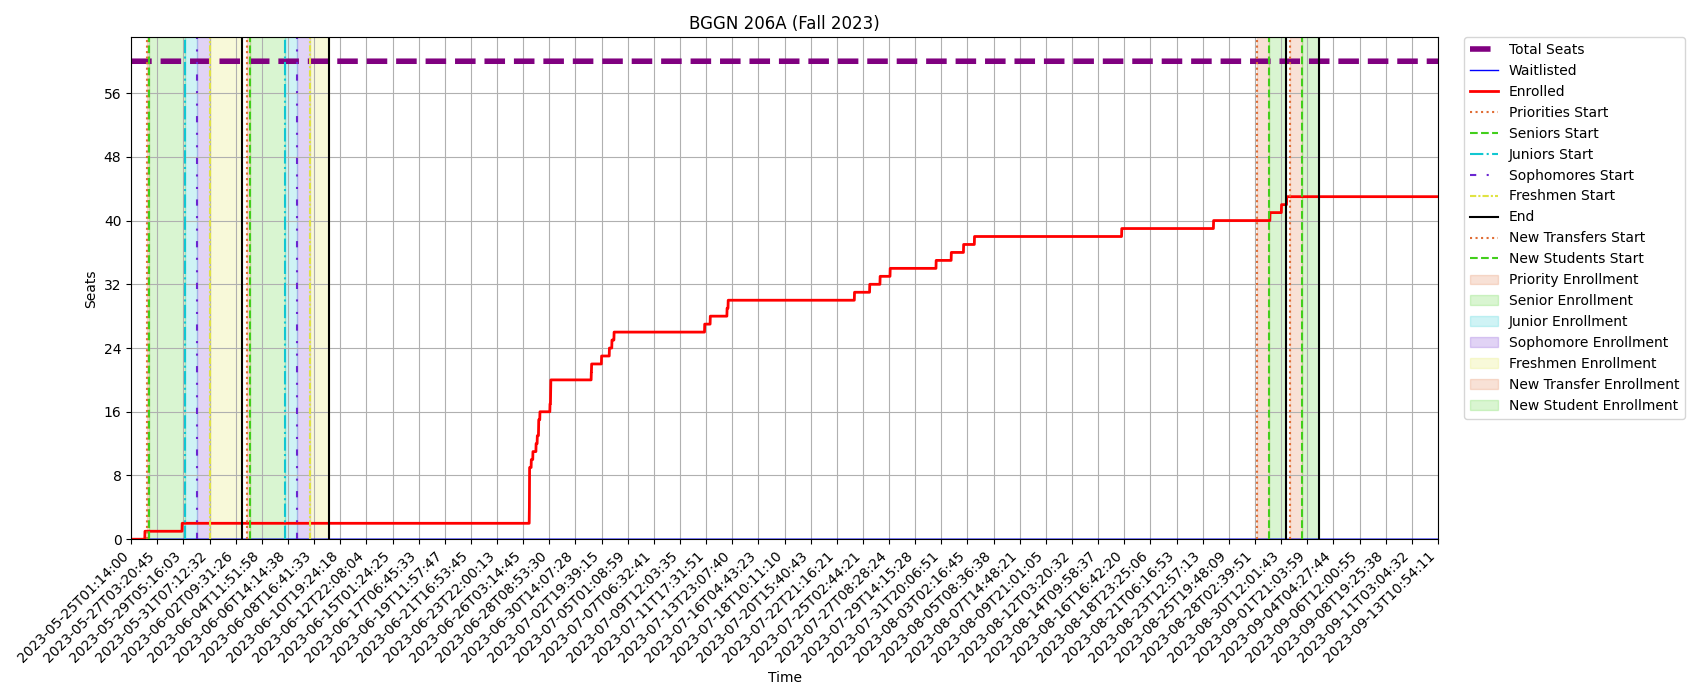 BGGN 206A (Fall 2023)
Seats
56
48
40
32
24
16
8
0
2023-05-25T01:14:00
2023-05-27T03:20:45
2023-05-29T05:16:03
2023-05-31T07:12:32
2023-06-02T09:31:26
2023-06-04T11:51:58
2023-06-06T14:14:38
2023-06-08T16:41:33
2023-06-10T19:24:18
2023-06-12T22:08:04
2023-06-15T01:24:25
2023-06-17T06:45:33
2023-06-19T11:57:47
2023-06-21T16:53:45
2023-06-23T22:00:13
2023-06-26T03:14:45
2023-06-28T08:53:30
2023-06-30T14:07:28
2023-07-02T19:39:15
2023-07-05T01:08:59
2023-07-07T06:32:41
2023-07-09T12:03:35
2023-07-11T17:31:51
2023-07-13T23:07:40
2023-07-16T04:43:23
2023-07-18T10:11:10
2023-07-20T15:40:43
2023-07-22T21:16:21
2023-07-25T02:44:21
2023-07-27T08:28:24
2023-07-29T14:15:28
2023-07-31T20:06:51
2023-08-03T02:16:45
2023-08-05T08:36:38
2023-08-07T14:48:21
2023-08-09T21:01:05
2023-08-12T03:20:32
2023-08-14T09:58:37
2023-08-16T16:42:20
2023-08-18T23:25:06
2023-08-21T06:16:53
2023-08-23T12:57:13
2023-08-25T19:48:09
2023-08-28T02:39:51
2023-08-30T12:01:43
2023-09-01T21:03:59
2023-09-04T04:27:44
2023-09-06T12:00:55
2023-09-08T19:25:38
2023-09-11T03:04:32
2023-09-13T10:54:11
Time
Total Seats
Waitlisted
Enrolled
Priorities Start
Seniors Start
Juniors Start
Sophomores Start
Freshmen Start
End
New Transfers Start
New Students Start
Priority Enrollment
Senior Enrollment
Junior Enrollment
Sophomore Enrollment
Freshmen Enrollment
New Transfer Enrollment
New Student Enrollment